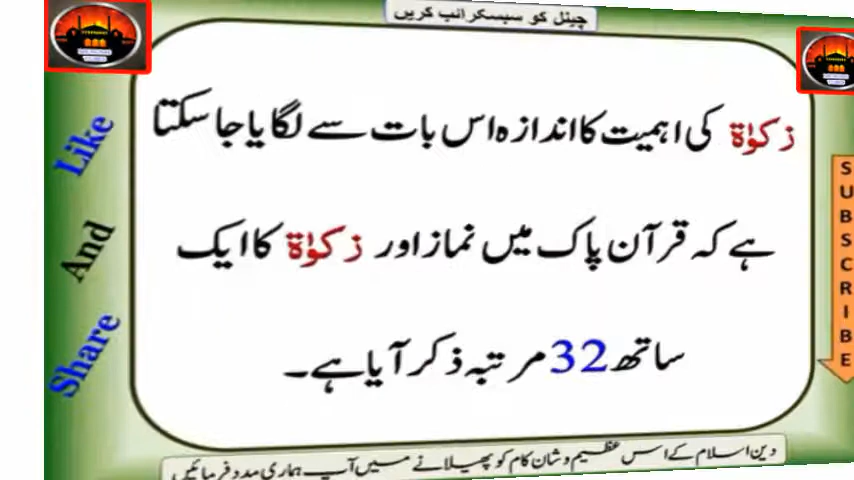 چینل کو سبسکرائب کریں
زکوٰۃ کی اہمیت کا اندازہ اس بات سے لگایا جا سکتا
ہے کہ قرآن پاک میں نماز اور زکوٰۃ کا ایک
ساتھ 32 مرتبہ ذکر آیا ہے۔
دین اسلام کے اس عظیم و شان کام کو پھیلانے میں آپ ہماری مدد فرمائیں
Like
And
Share
SUBSCRIBE